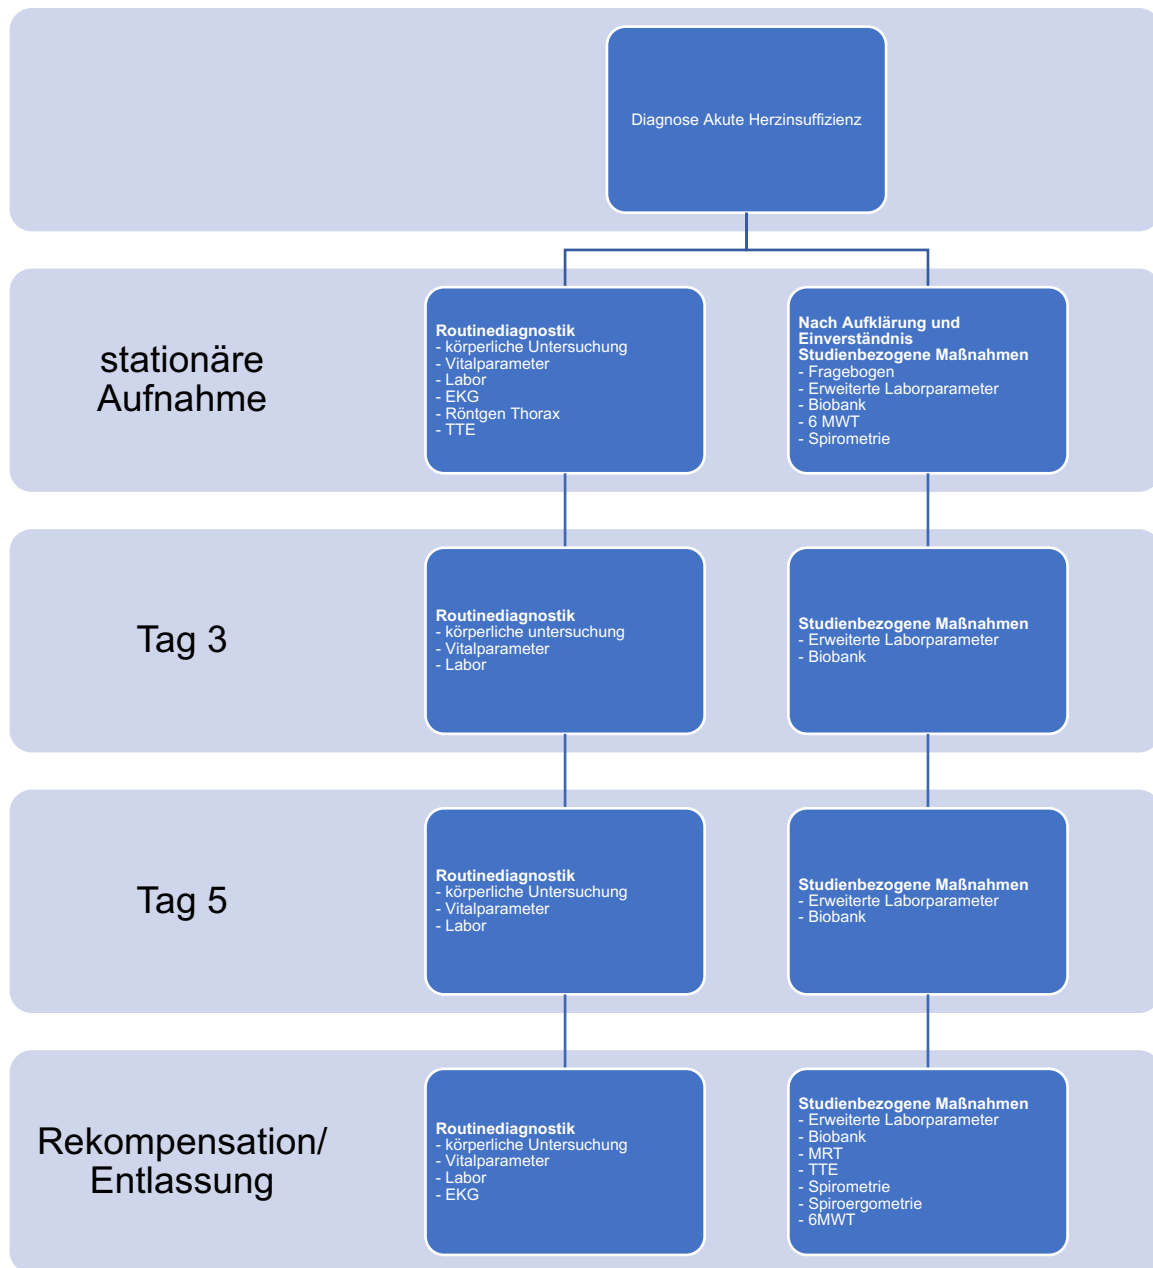 Diagnose Akute Herzinsuffizienz
stationäre
Aufnahme
Routinediagnostik
- körperliche Untersuchung
- Vitalparameter
- Labor
- EKG
- Röntgen Thorax
- TTE
Nach Aufklärung und
Einverständnis
Studienbezogene Maßnahmen
- Fragebogen
- Erweiterte Laborparameter
- Biobank
- 6 MWT
- Spirometrie
Tag 3
Routinediagnostik
- körperliche untersuchung
- Vitalparameter
- Labor
Studienbezogene Maßnahmen
- Erweiterte Laborparameter
- Biobank
Tag 5
Routinediagnostik
- körperliche Untersuchung
- Vitalparameter
- Labor
Studienbezogene Maßnahmen
- Erweiterte Laborparameter
- Biobank
Rekompensation/
Entlassung
Routinediagnostik
- körperliche Untersuchung
- Vitalparameter
- Labor
- EKG
Studienbezogene Maßnahmen
- Erweiterte Laborparameter
- Biobank
- MRT
- TTE
- Spirometrie
- Spiroergometrie
- 6MWT